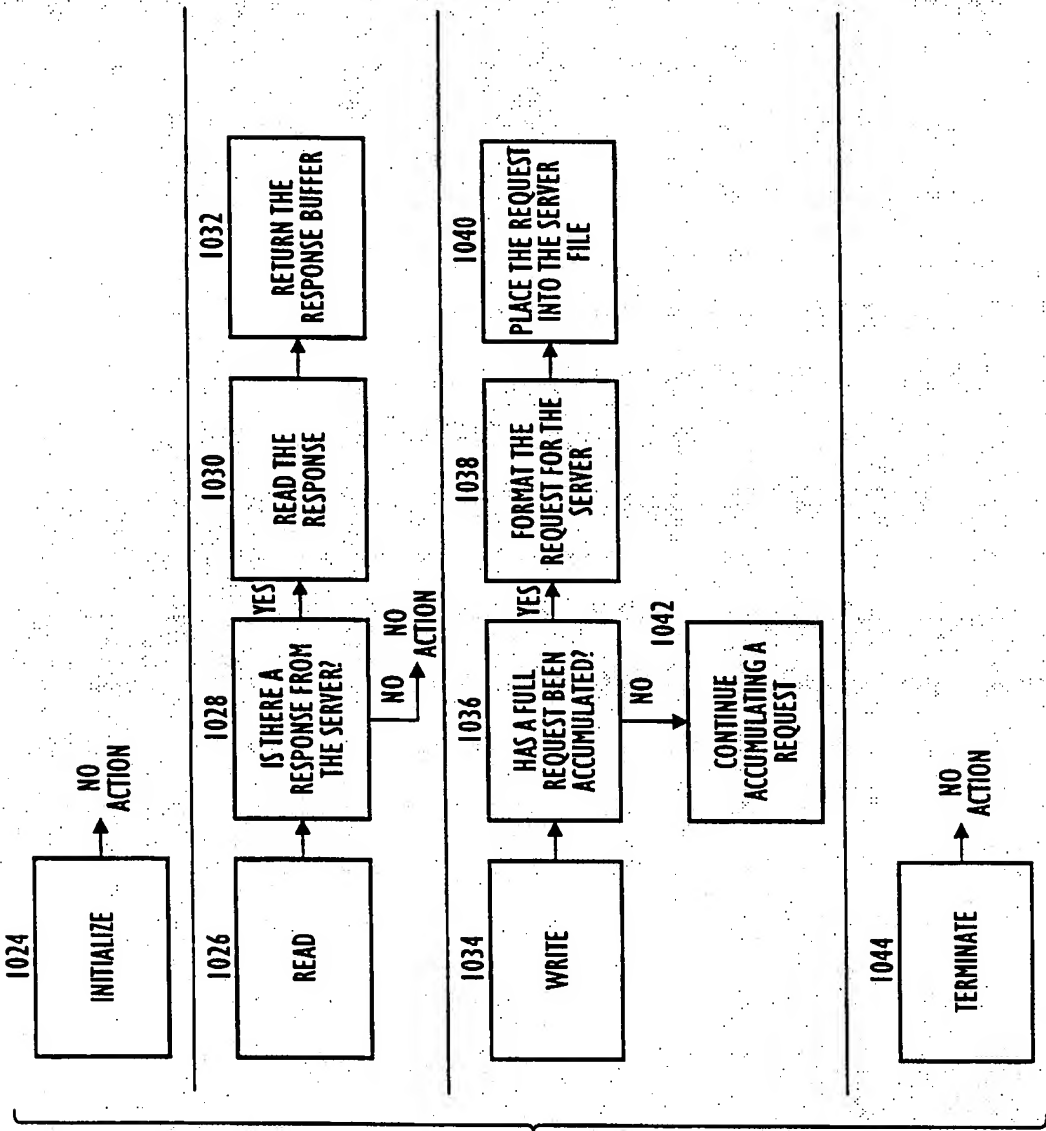 1024
INITIALIZE
NO
ACTION
1026
READ
1028
IS THERE A
RESPONSE FROM
THE SERVER?
YES
NO
NO
ACTION
1030
READ THE
RESPONSE
1032
RETURN THE
RESPONSE BUFFER
1034
WRITE
1036
HAS A FULL
REQUEST BEEN
ACCUMULATED?
YES
NO
1038
FORMAT THE
REQUEST FOR THE
SERVER
1040
PLACE THE REQUEST
INTO THE SERVER
FILE
1042
CONTINUE
ACCUMULATING A
REQUEST
1044
TERMINATE
NO
ACTION